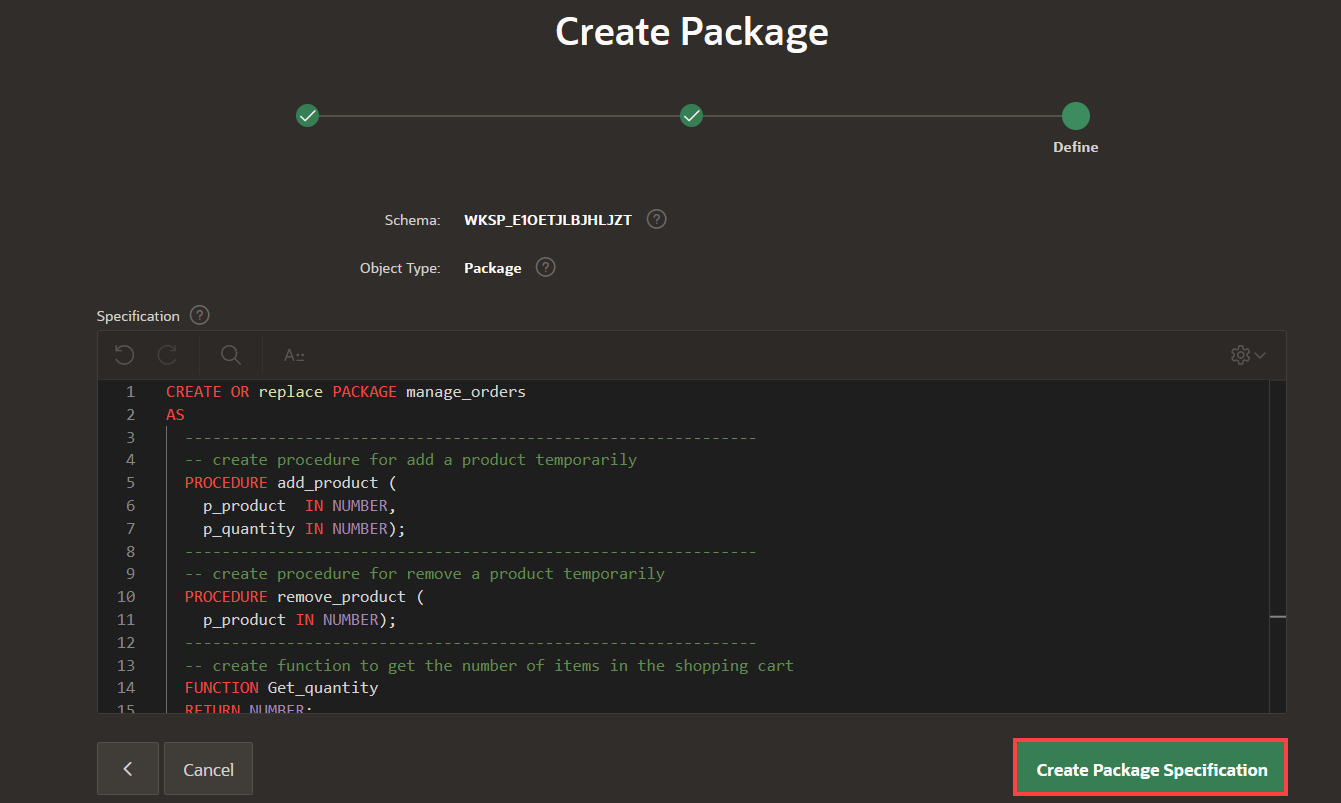 Create Package
Define
Schema: WKSP_E1OETJLBJHLJZT ?
Object Type: Package ?
Specification ?
A
1 CREATE OR replace PACKAGE manage_orders
2 AS
3 --------------------------------------------------------------
4 -- create procedure for add a product temporarily
5 PROCEDURE add_product (
6 p_product  IN NUMBER,
7 p_quantity IN NUMBER);
8 --------------------------------------------------------------
9 -- create procedure for remove a product temporarily
10 PROCEDURE remove_product (
11 p_product IN NUMBER);
12 --------------------------------------------------------------
13 -- create function to get the number of items in the shopping cart
14 FUNCTION Get_quantity
15 RETURN NUMBER;
Cancel
Create Package Specification